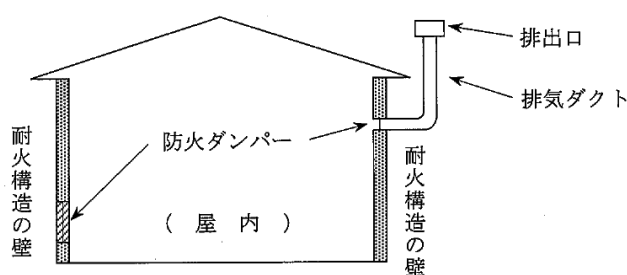 排出口
排気ダクト
防火ダンパー
耐火構造の壁
(屋内)
耐火構造の壁